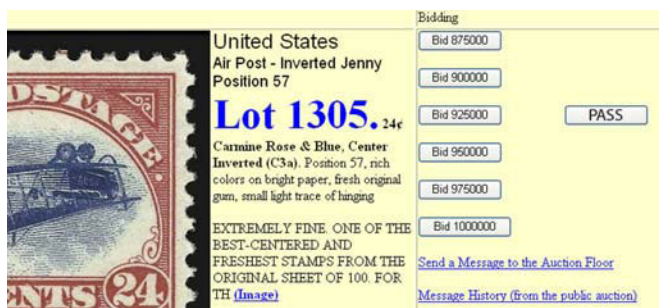 Bidding
United States
Air Post - Inverted Jenny
Position 57
Lot 1305. 24¢
Carmine Rose & Blue, Center
Inverted (C3a). Position 57, rich
colors on bright paper, fresh original
gum, small light trace of hinging
EXTREMELY FINE. ONE OF THE
BEST-CENTERED AND
FRESHEST STAMPS FROM THE
ORIGINAL SHEET OF 100. FOR
TH (Image)
Bid 875000
Bid 900000
Bid 925000
PASS
Bid 950000
Bid 975000
Bid 1000000
Send a Message to the Auction Floor
Message History (from the public auction)
POSTAGE
CENTS 24